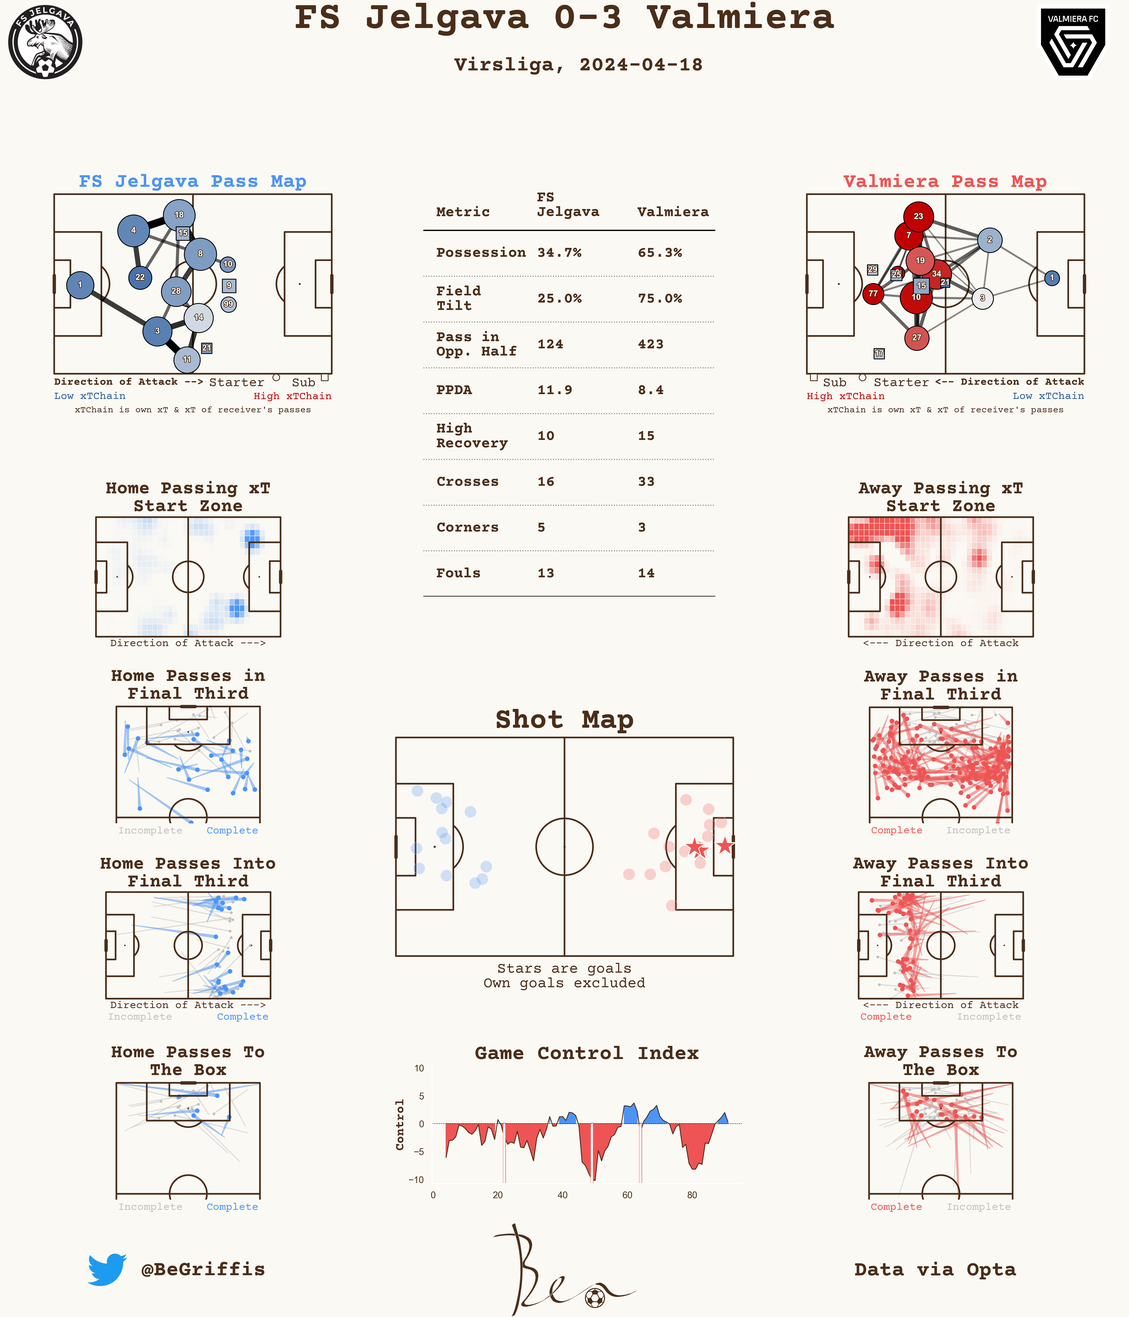 FS Jelgava 0-3 Valmiera
Virsliga, 2024-04-18
FS JELGAVA
VALMIERA FC
FS Jelgava Pass Map
1
4
18
15
8
10
22
28
9
99
14
3
11
21
Direction of Attack --> Starter Sub
Low xTChain High xTChain
xTChain is own xT & xT of receiver's passes
Metric FS Jelgava Valmiera
Possession 34.7% 65.3%
Field Tilt 25.0% 75.0%
Pass in Opp. Half 124 423
PPDA 11.9 8.4
High Recovery 10 15
Crosses 16 33
Corners 5 3
Fouls 13 14
Valmiera Pass Map
23
7
2
19
29
34
1
77
15
21
10
3
27
17
Sub Starter <-- Direction of Attack
High xTChain Low xTChain
xTChain is own xT & xT of receiver's passes
Home Passing xT
Start Zone
Direction of Attack --->
Away Passing xT
Start Zone
<--- Direction of Attack
Home Passes in
Final Third
Incomplete Complete
Away Passes in
Final Third
Complete Incomplete
Shot Map
Stars are goals
Own goals excluded
Home Passes Into
Final Third
Direction of Attack --->
Incomplete Complete
Away Passes Into
Final Third
<--- Direction of Attack
Complete Incomplete
Home Passes To
The Box
Incomplete Complete
Game Control Index
Control
10
5
0
−5
−10
0 20 40 60 80
Away Passes To
The Box
Complete Incomplete
@BeGriffis
Ben
Data via Opta